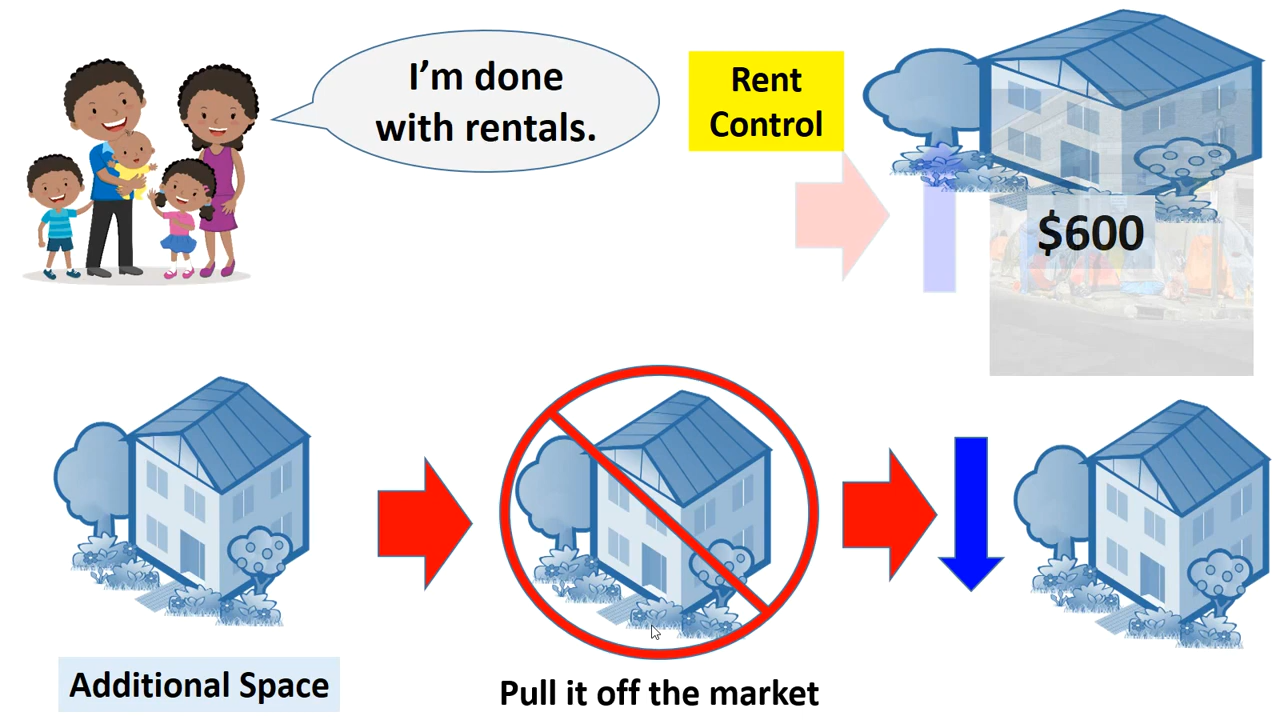 I’m done
with rentals.
Rent
Control
$600
Additional Space
Pull it off the market